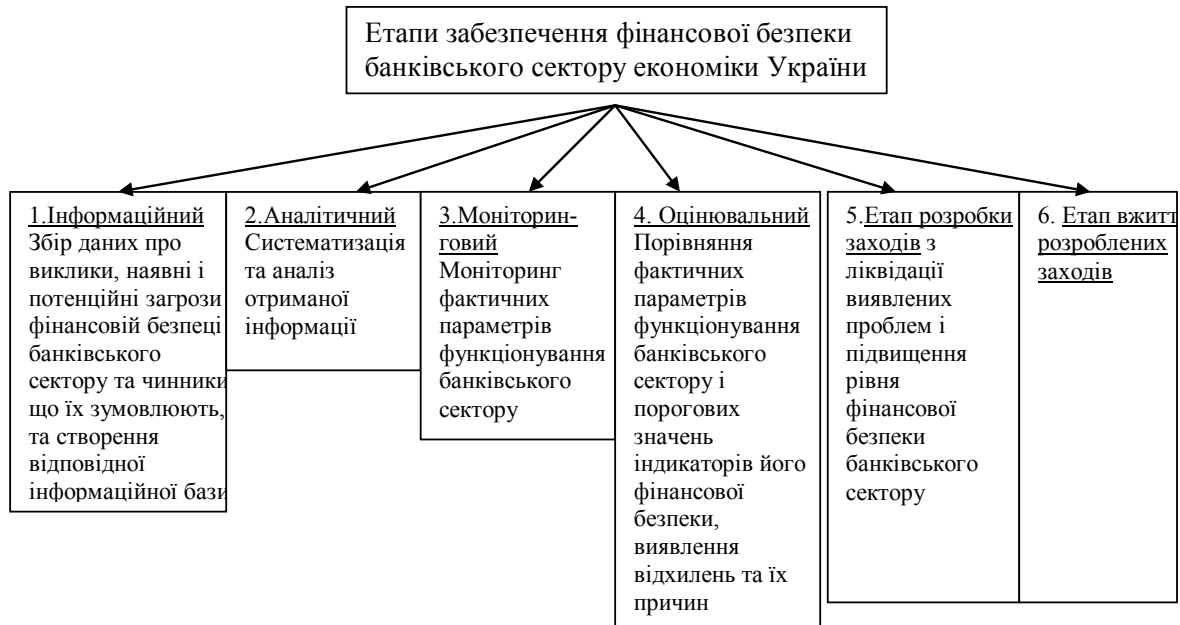 Етапи забезпечення фінансової безпеки
банківського сектору економіки України
1.Інформаційний
Збір даних про
виклики, наявні і
потенційні загрози
фінансовій безпеці
банківського
сектору та чинники
що їх зумовлюють,
та створення
відповідної
інформаційної бази
2.Аналітичний
Систематизація
та аналіз
отриманої
інформації
3.Моніторин-
говий
Моніторинг
фактичних
параметрів
функціонування
банківського
сектору
4. Оцінювальний
Порівняння
фактичних
параметрів
функціонування
банківського
сектору і
порогових
значень
індикаторів його
фінансової
безпеки,
виявлення
відхилень та їх
причин
5.Етап розробки
заходів з
ліквідації
виявлених
проблем і
підвищення
рівня
фінансової
безпеки
банківського
сектору
6. Етап вжитт
розроблених
заходів